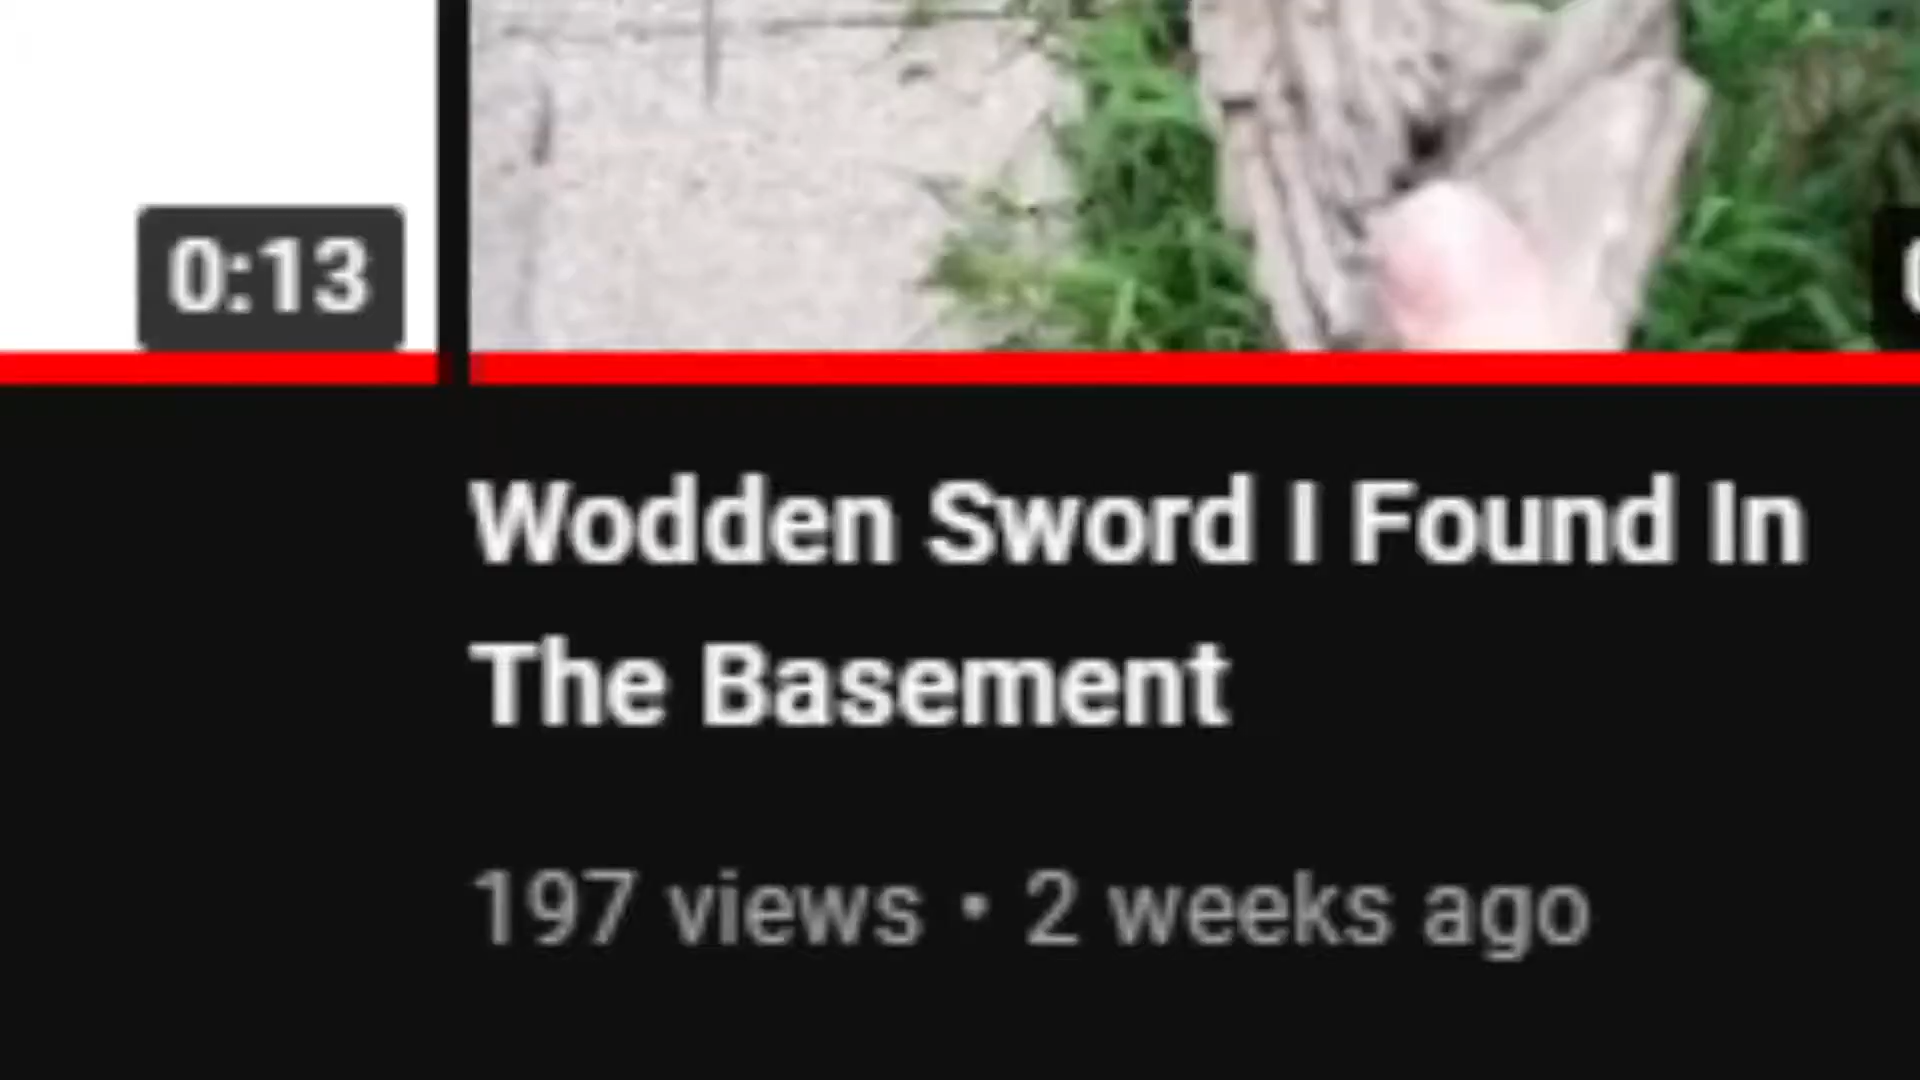 0:13
Wodden Sword I Found In
The Basement
197 views • 2 weeks ago